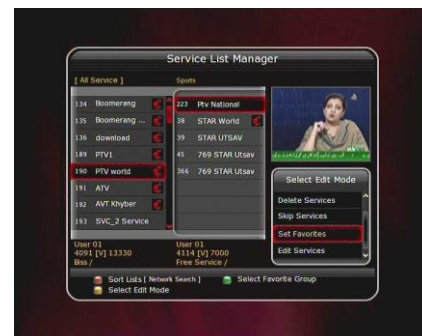 Service List Manager
[ All Service ]
Sports
134 Boomerang
135 Boomerang ...
136 download
189 PTV1
190 PTV world
191 ATV
192 AVT Khyber
193 SVC_2 Service
223 Ptv National
38 STAR World
39 STAR UTSAV
45 769 STAR Utsav
366 769 STAR Utsav
Select Edit Mode
Delete Services
Skip Services
Set Favorites
Edit Services
User 01
4091 [V] 13330
Biss /
User 01
4114 [V] 7000
Free Service /
Sort Lists [ Network Search ]
Select Favorite Group
Select Edit Mode